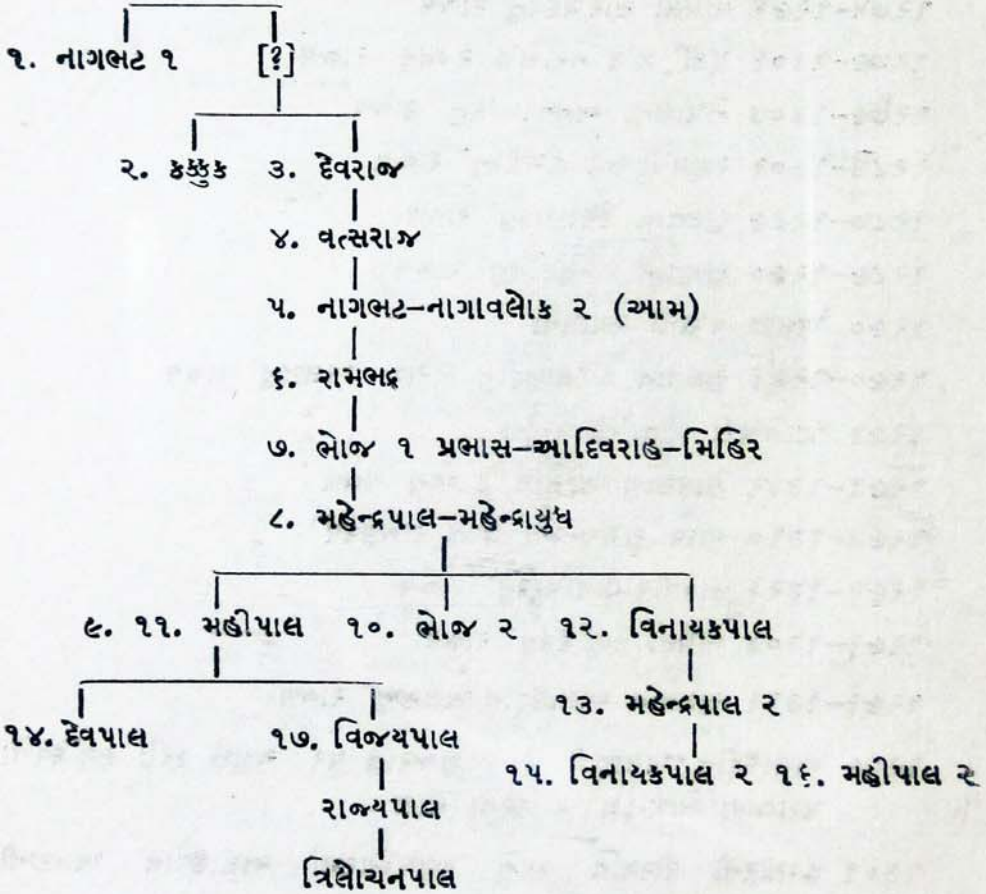 ૧. નાગભટ ૧ [?]
૨. કક્કુક ૩. દેવરાજ
૪. વત્સરાજ
૫. નાગભટ–નાગાવલોક ૨ (આમ)
૬. રામભદ્ર
૭. ભોજ ૧ પ્રભાસ–આદિવરાહ–મિહિર
૮. મહેન્દ્રપાલ–મહેન્દ્રાયુધ
૯. ૧૧. મહીપાલ ૧૦. ભોજ ૨ ૧૨. વિનાયકપાલ
૧૩. મહેન્દ્રપાલ ૨
૧૪. દેવપાલ ૧૭. વિજયપાલ
૧૫. વિનાયકપાલ ૨ ૧૬. મહીપાલ ૨
રાજ્યપાલ
ત્રિલોચનપાલ